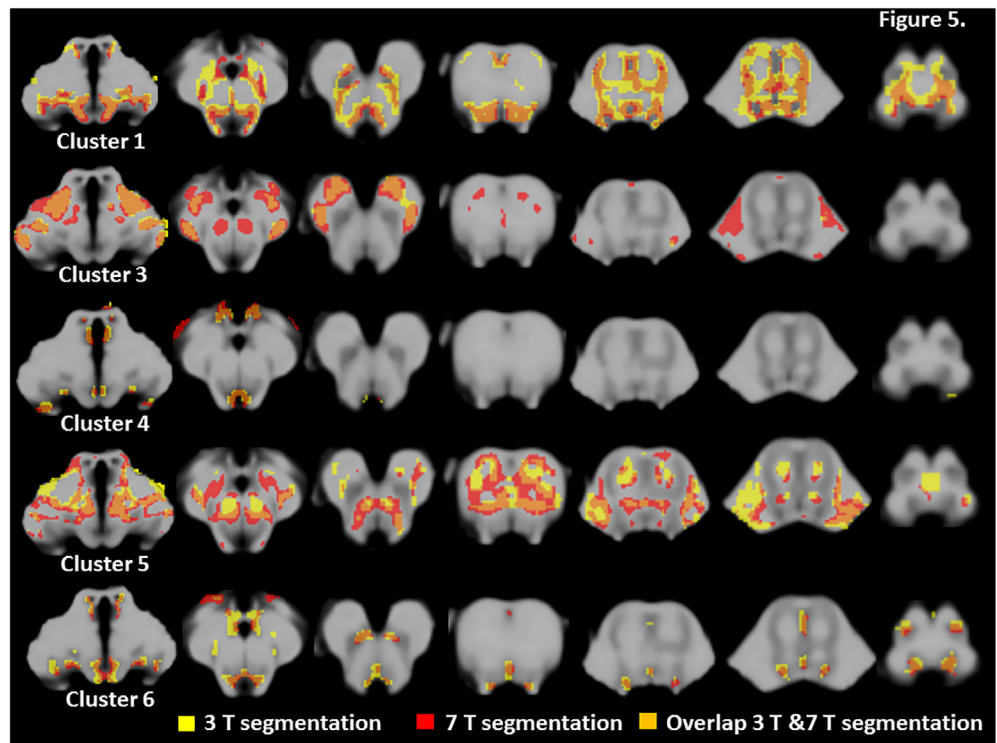 Figure 5.
Cluster 1
Cluster 3
Cluster 4
Cluster 5
Cluster 6
3 T segmentation
7 T segmentation
Overlap 3 T &7 T segmentation